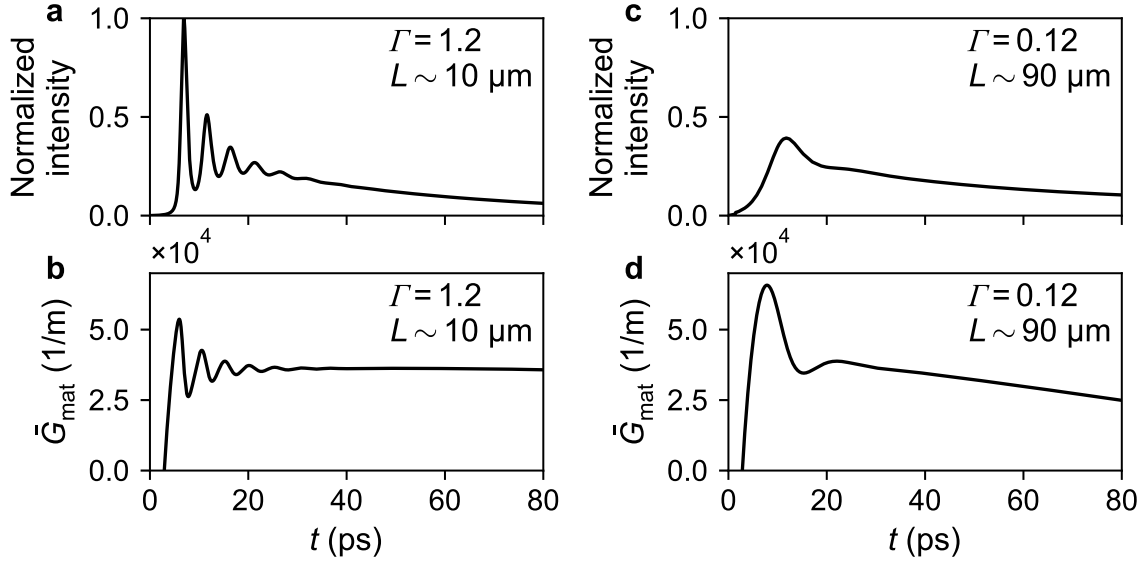 a
Normalized
intensity
1.0
0.5
0.0
Γ = 1.2
L ~ 10 µm
b
×10⁴
Ḡmat (1/m)
5.0
2.5
0.0
Γ = 1.2
L ~ 10 µm
0 20 40 60 80
t (ps)
c
Normalized
intensity
1.0
0.5
0.0
Γ = 0.12
L ~ 90 µm
d
×10⁴
Ḡmat (1/m)
5.0
2.5
0.0
Γ = 0.12
L ~ 90 µm
0 20 40 60 80
t (ps)